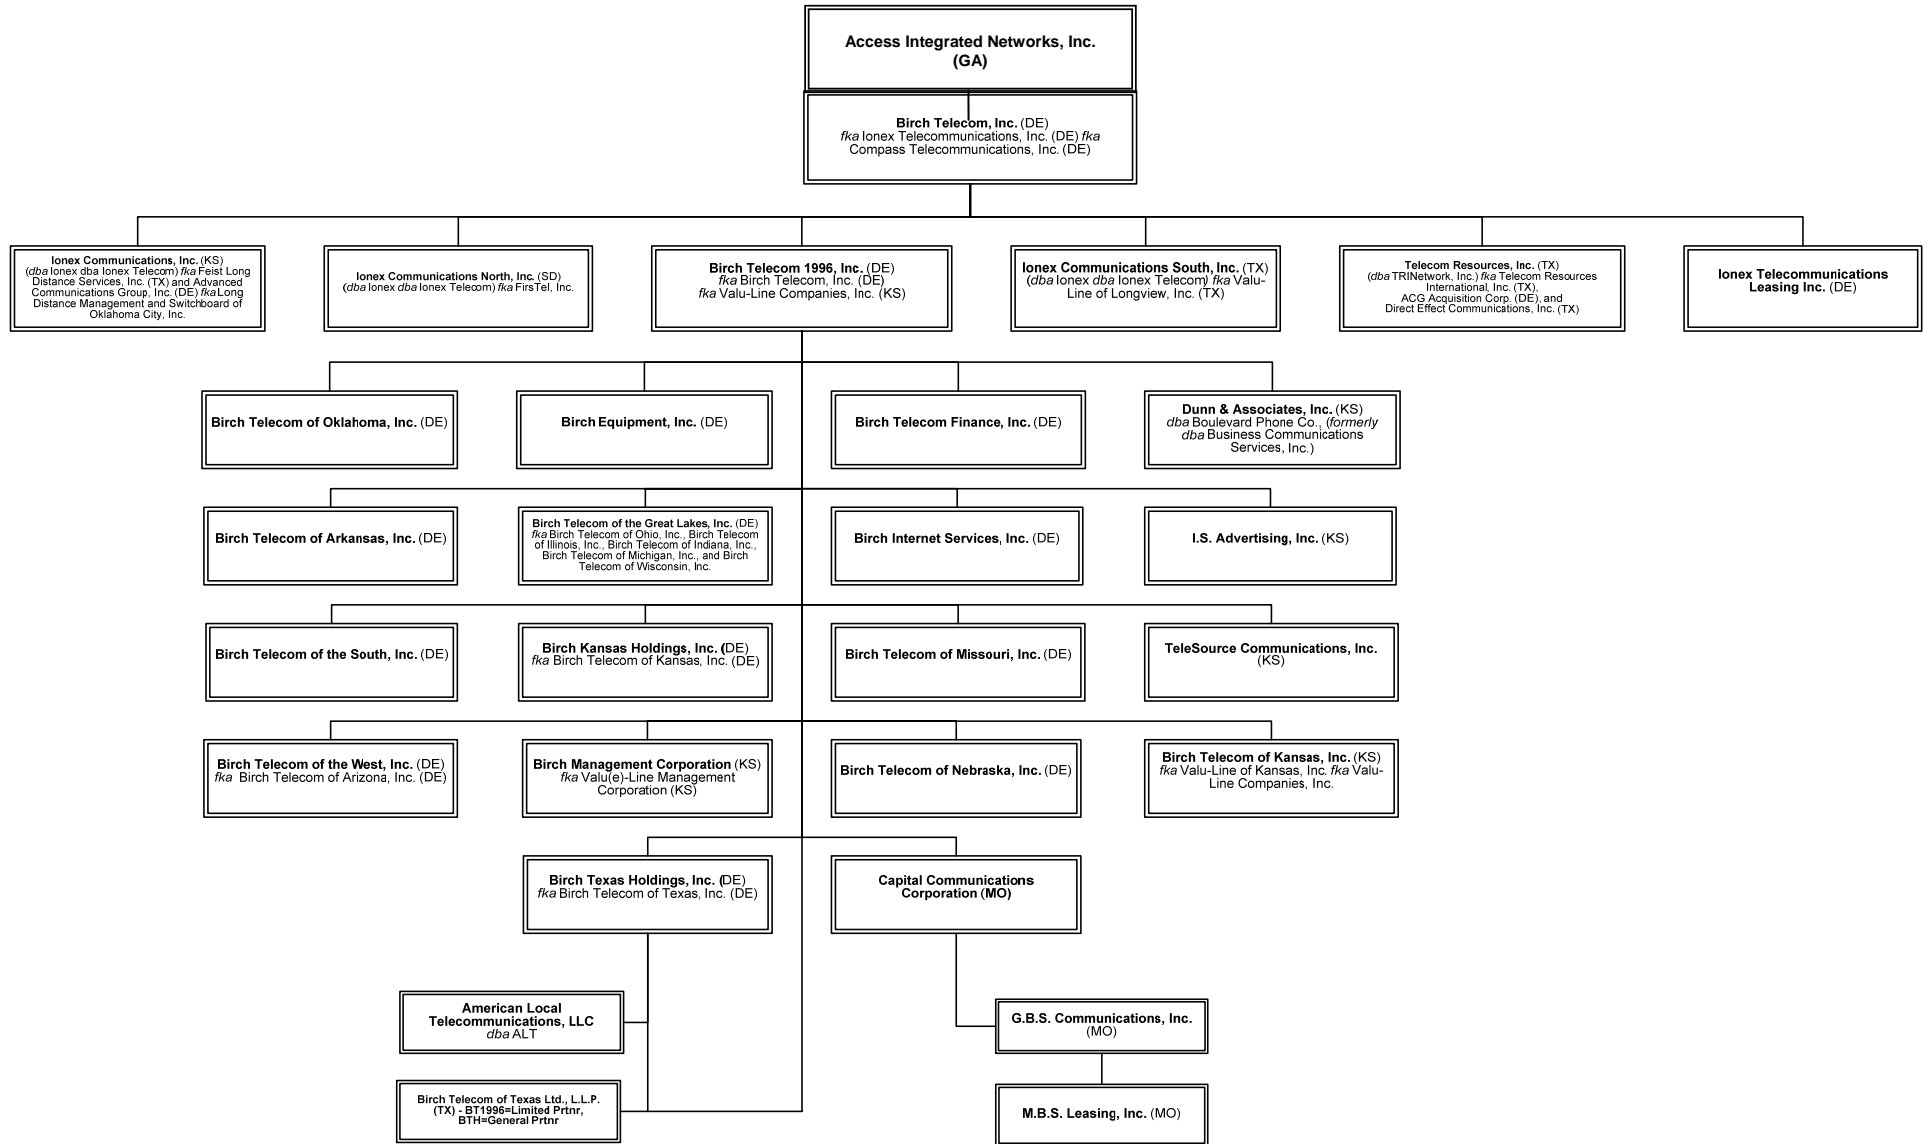 Access Integrated Networks, Inc.
(GA)
Birch Telecom, Inc. (DE)
fka Ionex Telecommunications, Inc. (DE) fka
Compass Telecommunications, Inc. (DE)
Ionex Communications, Inc. (KS)
(dba Ionex dba Ionex Telecom) fka Feist Long
Distance Services, Inc. (TX) and Advanced
Communications Group, Inc. (DE) fka Long
Distance Management and Switchboard of
Oklahoma City, Inc.
Ionex Communications North, Inc. (SD)
(dba Ionex dba Ionex Telecom) fka FirsTel, Inc.
Birch Telecom 1996, Inc. (DE)
fka Birch Telecom, Inc. (DE)
fka Valu-Line Companies, Inc. (KS)
Ionex Communications South, Inc. (TX)
(dba Ionex dba Ionex Telecom) fka Valu-
Line of Longview, Inc. (TX)
Telecom Resources, Inc. (TX)
(dba TRINetwork, Inc.) fka Telecom Resources
International, Inc. (TX),
ACG Acquisition Corp. (DE), and
Direct Effect Communications, Inc. (TX)
Ionex Telecommunications
Leasing Inc. (DE)
Birch Telecom of Oklahoma, Inc. (DE)
Birch Equipment, Inc. (DE)
Birch Telecom Finance, Inc. (DE)
Dunn & Associates, Inc. (KS)
dba Boulevard Phone Co., (formerly
dba Business Communications
Services, Inc.)
Birch Telecom of Arkansas, Inc. (DE)
Birch Telecom of the Great Lakes, Inc. (DE)
fka Birch Telecom of Ohio, Inc., Birch Telecom
of Illinois, Inc., Birch Telecom of Indiana, Inc.,
Birch Telecom of Michigan, Inc., and Birch
Telecom of Wisconsin, Inc.
Birch Internet Services, Inc. (DE)
I.S. Advertising, Inc. (KS)
Birch Telecom of the South, Inc. (DE)
Birch Kansas Holdings, Inc. (DE)
fka Birch Telecom of Kansas, Inc. (DE)
Birch Telecom of Missouri, Inc. (DE)
TeleSource Communications, Inc.
(KS)
Birch Telecom of the West, Inc. (DE)
fka Birch Telecom of Arizona, Inc. (DE)
Birch Management Corporation (KS)
fka Valu(e)-Line Management
Corporation (KS)
Birch Telecom of Nebraska, Inc. (DE)
Birch Telecom of Kansas, Inc. (KS)
fka Valu-Line of Kansas, Inc. fka Valu-
Line Companies, Inc.
Birch Texas Holdings, Inc. (DE)
fka Birch Telecom of Texas, Inc. (DE)
Capital Communications
Corporation (MO)
American Local
Telecommunications, LLC
dba ALT
G.B.S. Communications, Inc.
(MO)
Birch Telecom of Texas Ltd., L.L.P.
(TX) - BT1996=Limited Prtnr,
BTH=General Prtnr
M.B.S. Leasing, Inc. (MO)